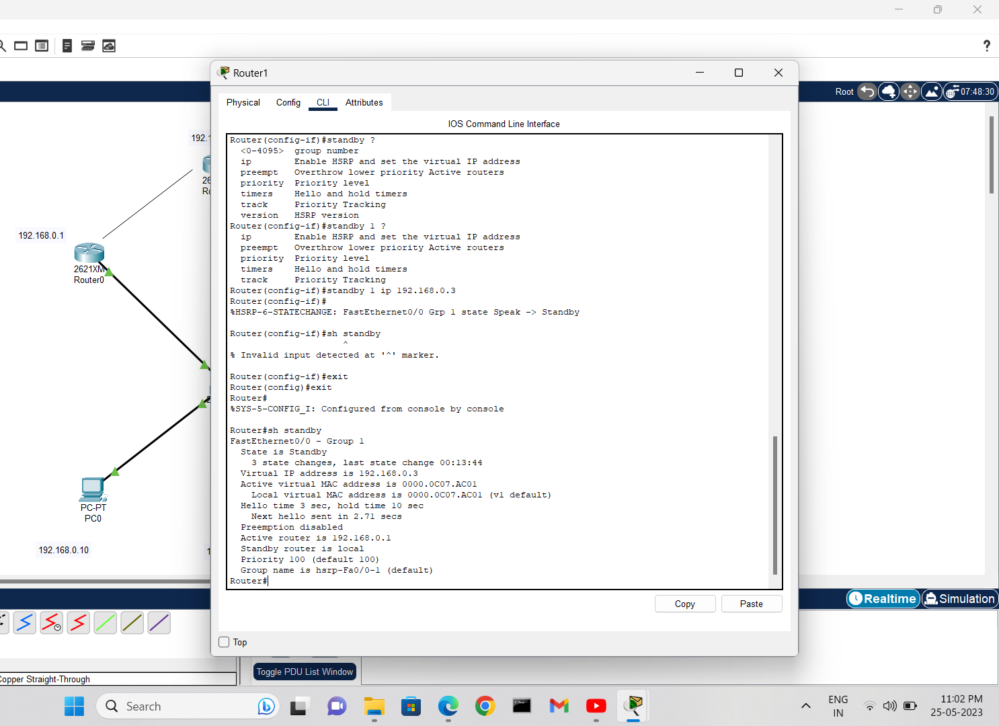 Router1
Physical Config CLI Attributes
IOS Command Line Interface
Router(config-if)#standby ?
<0-4095> group number
ip Enable HSRP and set the virtual IP address
preempt Overthrow lower priority Active routers
priority Priority level
timers Hello and hold timers
track Priority Tracking
version HSRP version
Router(config-if)#standby 1 ?
ip Enable HSRP and set the virtual IP address
preempt Overthrow lower priority Active routers
priority Priority level
timers Hello and hold timers
track Priority Tracking
Router(config-if)#standby 1 ip 192.168.0.3
Router(config-if)#
%HSRP-6-STATECHANGE: FastEthernet0/0 Grp 1 state Speak -> Standby
Router(config-if)#sh standby
^
% Invalid input detected at '^' marker.
Router(config-if)#exit
Router(config)#exit
Router#
%SYS-5-CONFIG_I: Configured from console by console
Router#sh standby
FastEthernet0/0 - Group 1
State is Standby
3 state changes, last state change 00:13:44
Virtual IP address is 192.168.0.3
Active virtual MAC address is 0000.0C07.AC01
Local virtual MAC address is 0000.0C07.AC01 (v1 default)
Hello time 3 sec, hold time 10 sec
Next hello sent in 2.71 secs
Preemption disabled
Active router is 192.168.0.1
Standby router is local
Priority 100 (default 100)
Group name is hsrp-Fa0/0-1 (default)
Router#
Copy Paste
Top
?
Root 07:48:30
192.1
26
Ro
192.168.0.1
2621XM
Router0
PC-PT
PC0
192.168.0.10
Realtime Simulation
Copper Straight-Through
Toggle PDU List Window
Search
ENG
IN
11:02 PM
25-05-2023